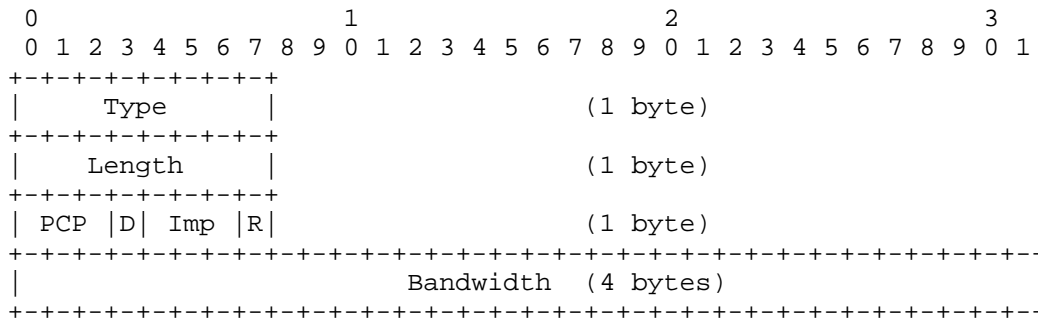 0                   1                   2                   3
 0 1 2 3 4 5 6 7 8 9 0 1 2 3 4 5 6 7 8 9 0 1 2 3 4 5 6 7 8 9 0 1
+-+-+-+-+-+-+-+-+
|     Type      |                   (1 byte)
+-+-+-+-+-+-+-+-+
|    Length     |                   (1 byte)
+-+-+-+-+-+-+-+-+
| PCP |D| Imp |R|                   (1 byte)
+-+-+-+-+-+-+-+-+-+-+-+-+-+-+-+-+-+-+-+-+-+-+-+-+-+-+-+-+-+-+-+--
|                        Bandwidth  (4 bytes)
+-+-+-+-+-+-+-+-+-+-+-+-+-+-+-+-+-+-+-+-+-+-+-+-+-+-+-+-+-+-+-+--